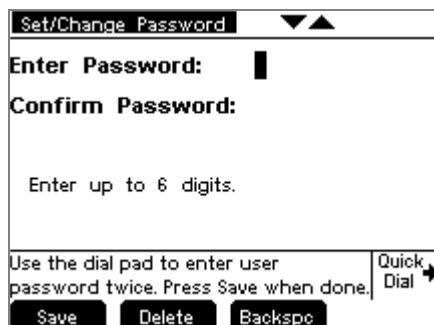 Set/Change Password
Enter Password:
Confirm Password:
Enter up to 6 digits.
Use the dial pad to enter user
password twice. Press Save when done.
Quick
Dial
Save Delete Backspc